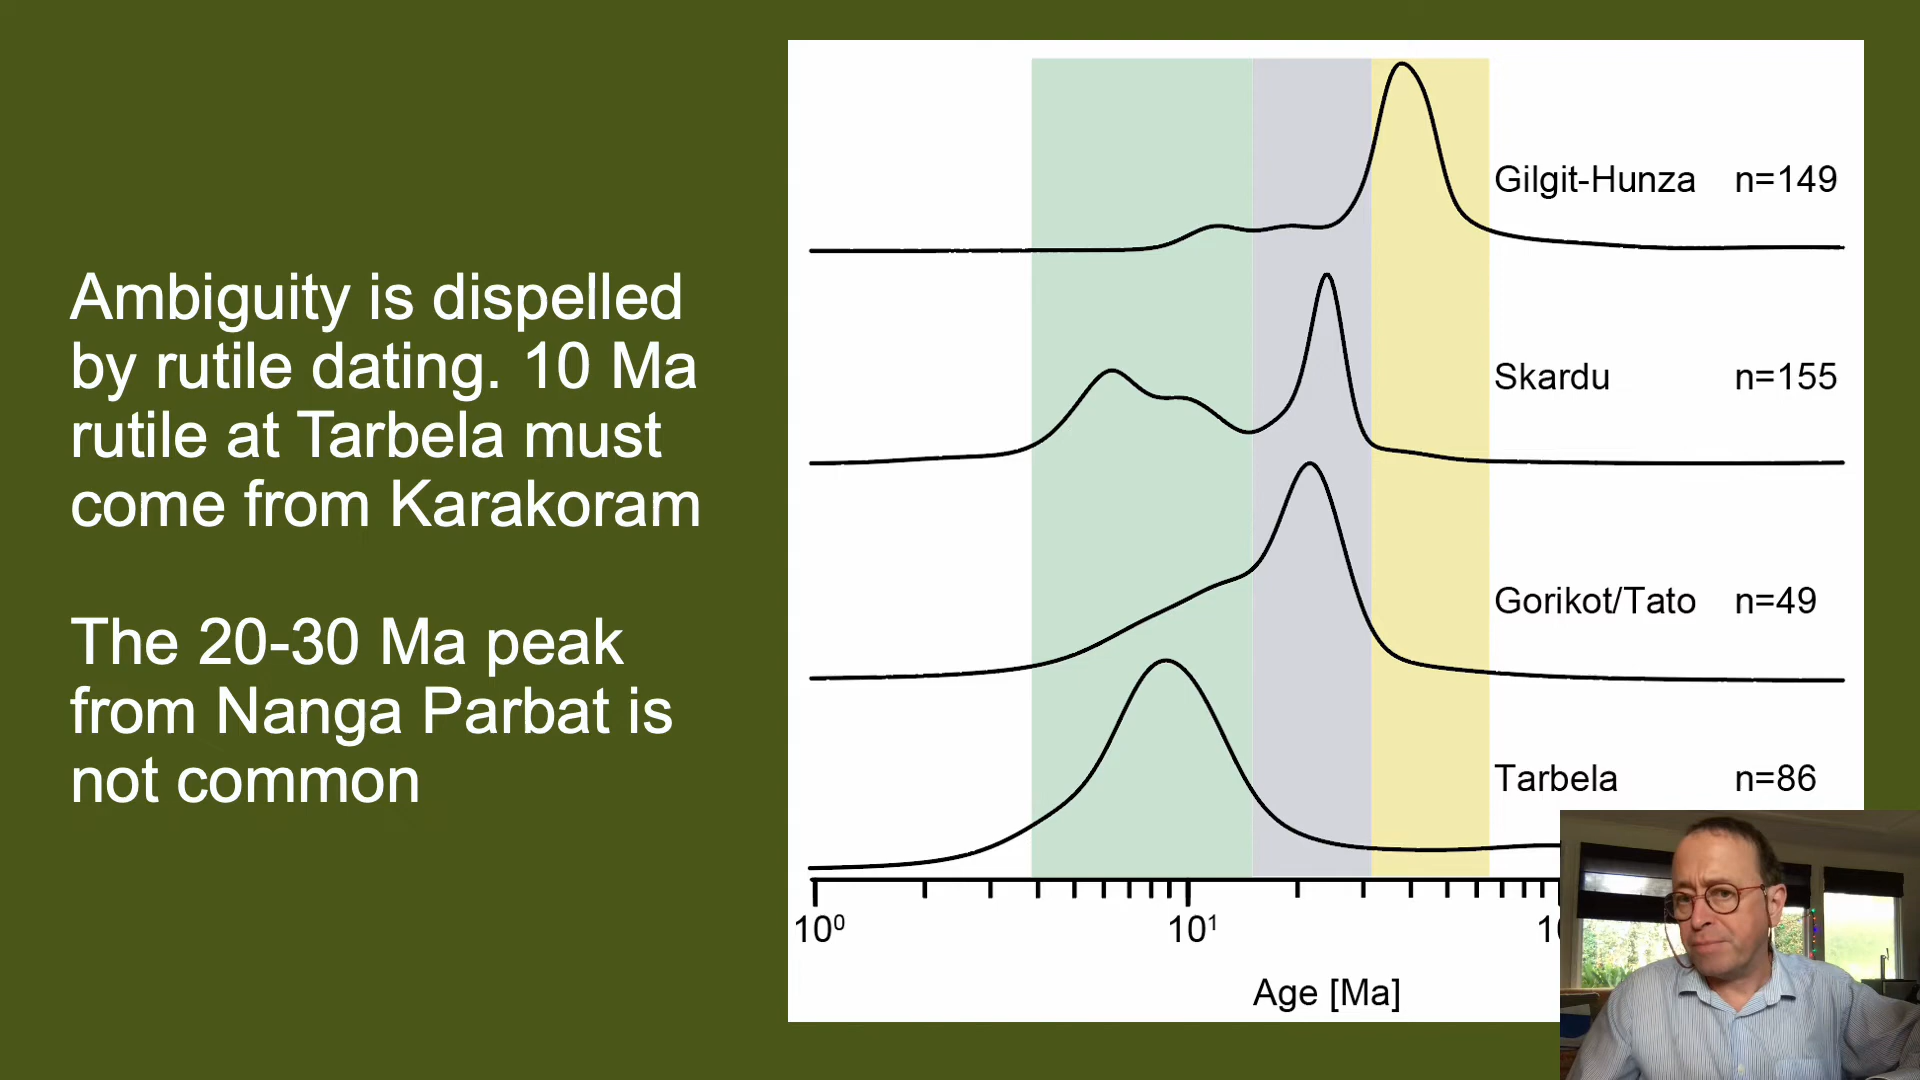 Ambiguity is dispelled
by rutile dating. 10 Ma
rutile at Tarbela must
come from Karakoram
The 20-30 Ma peak
from Nanga Parbat is
not common
Gilgit-Hunza n=149
Skardu n=155
Gorikot/Tato n=49
Tarbela n=86
10⁰ 10¹
Age [Ma]